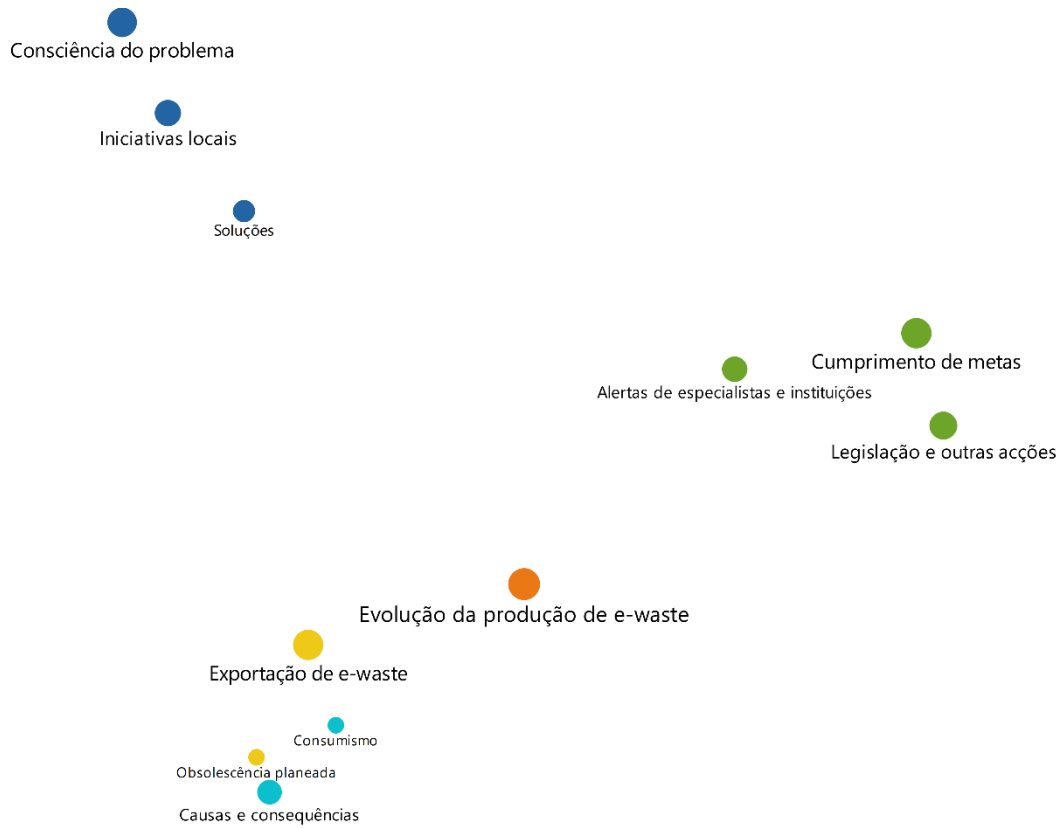 Consciência do problema
Iniciativas locais
Soluções
Cumprimento de metas
Alertas de especialistas e instituições
Legislação e outras acções
Evolução da produção de e-waste
Exportação de e-waste
Consumismo
Obsolescência planeada
Causas e consequências